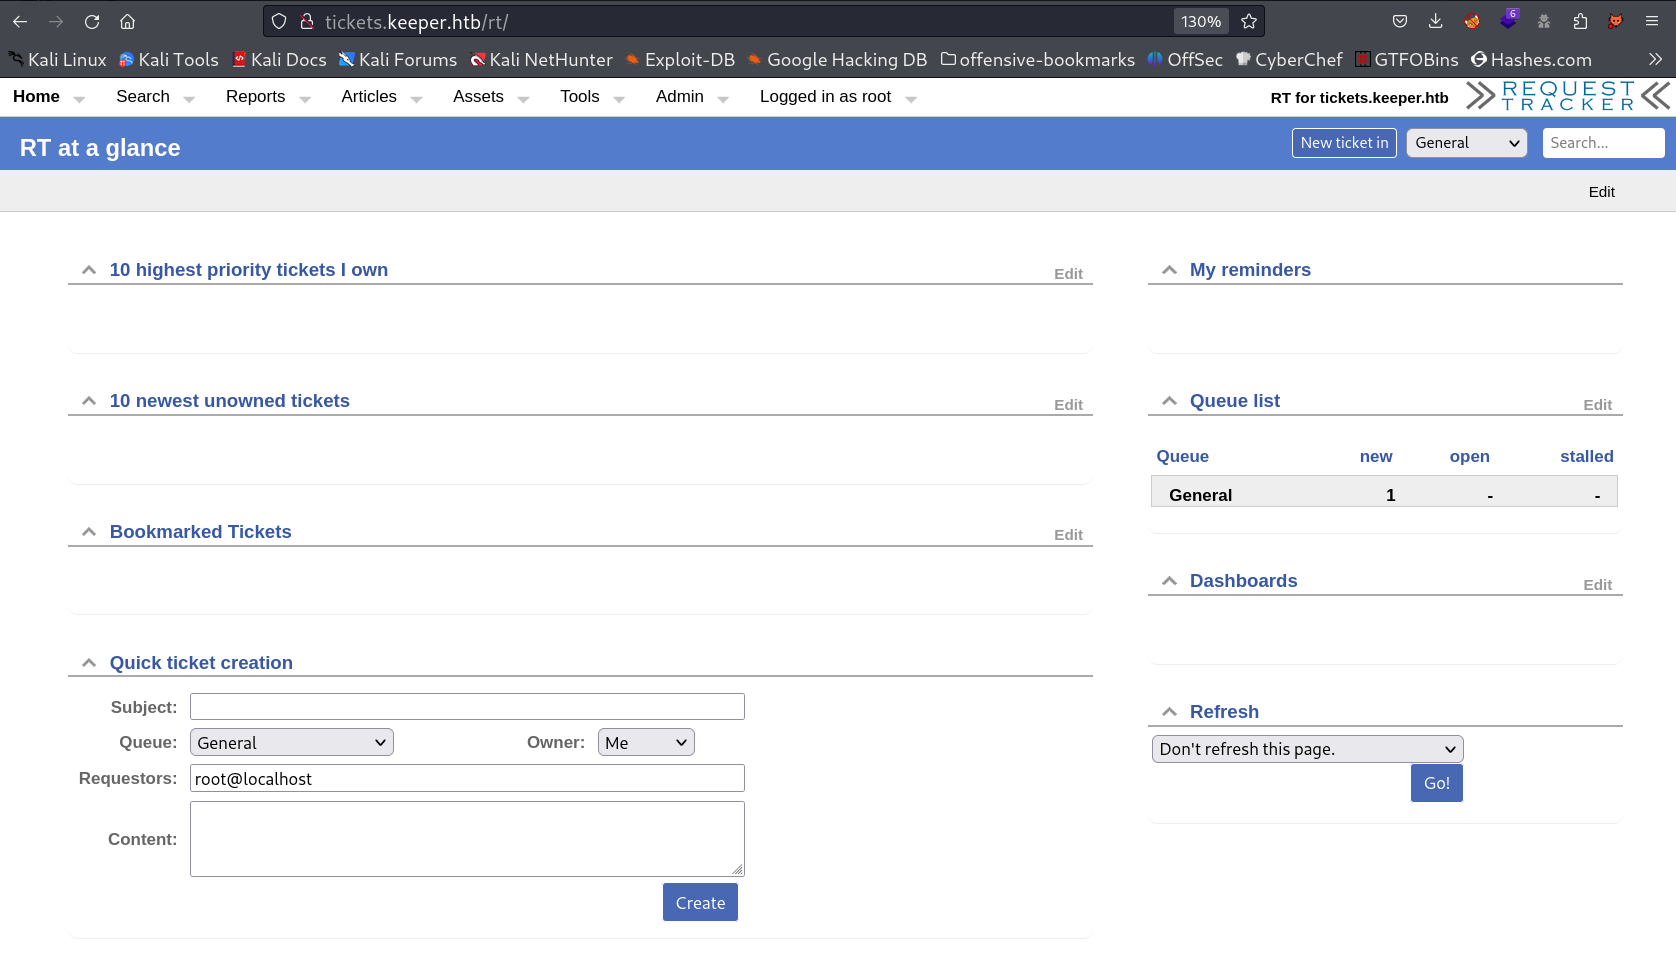 tickets.keeper.htb/rt/ 130% 6
Kali Linux Kali Tools Kali Docs Kali Forums Kali NetHunter Exploit-DB Google Hacking DB offensive-bookmarks OffSec CyberChef GTFOBins Hashes.com
Home Search Reports Articles Assets Tools Admin Logged in as root RT for tickets.keeper.htb REQUEST TRACKER
RT at a glance New ticket in General Search...
Edit
10 highest priority tickets I own Edit
10 newest unowned tickets Edit
Bookmarked Tickets Edit
Quick ticket creation
Subject:
Queue: General Owner: Me
Requestors: root@localhost
Content:
Create
My reminders
Queue list Edit
Queue new open stalled
General 1 - -
Dashboards Edit
Refresh
Don't refresh this page.
Go!